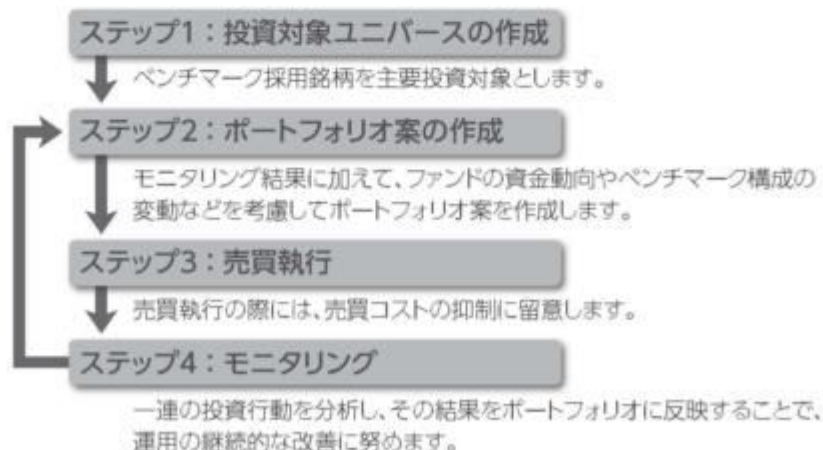 ステップ1：投資対象ユニバースの作成
ベンチマーク採用銘柄を主要投資対象とします。
ステップ2：ポートフォリオ案の作成
モニタリング結果に加えて、ファンドの資金動向やベンチマーク構成の
変動などを考慮してポートフォリオ案を作成します。
ステップ3：売買執行
売買執行の際には、売買コストの抑制に留意します。
ステップ4：モニタリング
一連の投資行動を分析し、その結果をポートフォリオに反映することで、
運用の継続的な改善に努めます。